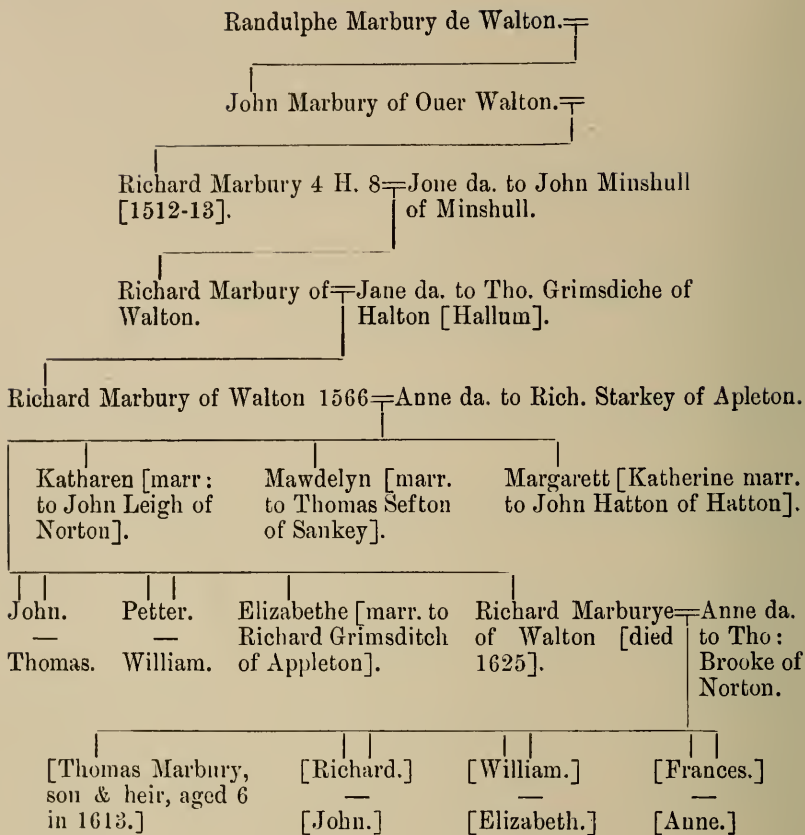 Randulphe Marbury de Walton.
John Marbury of Ouer Walton.
Richard Marbury 4 H. 8=Jone da. to John Minshull
[1512-13]. of Minshull.
Richard Marbury of=Jane da. to Tho. Grimsdiche of
Walton. Halton [Hallum].
Richard Marbury of Walton 1566=Anne da. to Rich. Starkey of Apleton.
Katharen [marr: Mawdelyn [marr. Margarett [Katherine marr.
to John Leigh of to Thomas Sefton to John Hatton of Hatton].
Norton]. of Sankey].
John. Petter. Elizabethe [marr. to Richard Marburye=Anne da.
— — Richard Grimsditch of Walton [died to Tho:
Thomas. William. of Appleton]. 1625]. Brooke of
Norton.
[Thomas Marbury, [Richard.] [William.] [Frances.]
son & heir, aged 6 — — —
in 1613.] [John.] [Elizabeth.] [Anne.]